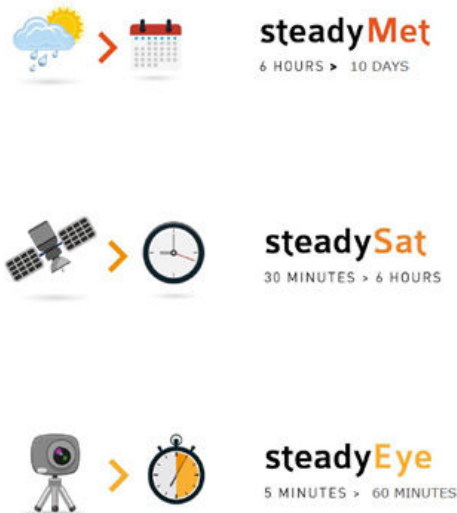 steadyMet
6 HOURS > 10 DAYS
steadySat
30 MINUTES > 6 HOURS
steadyEye
5 MINUTES > 60 MINUTES